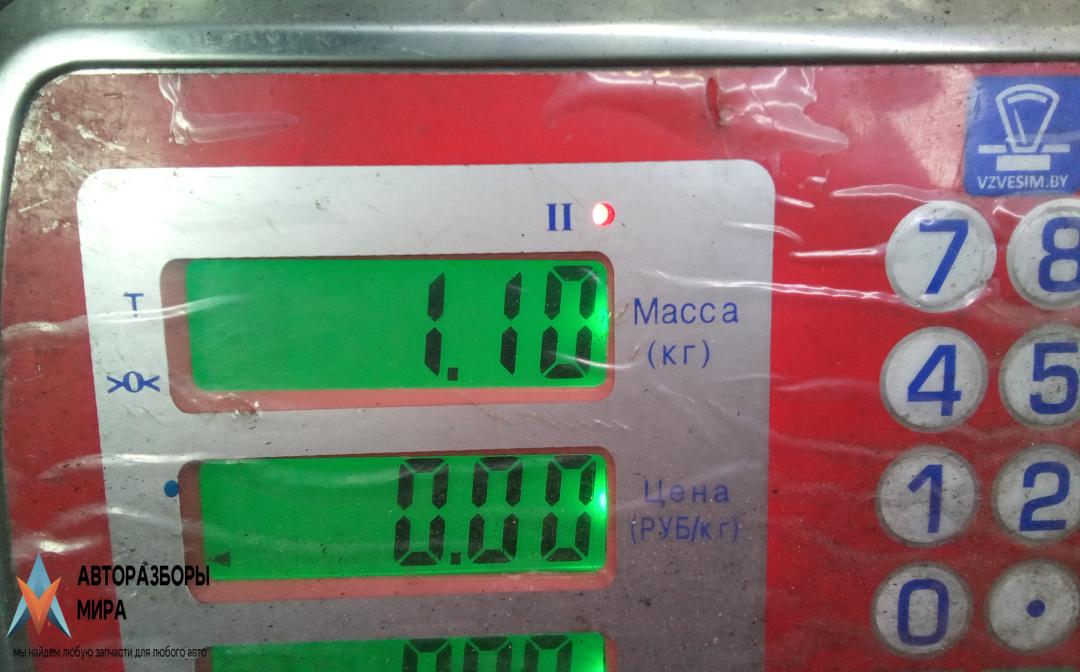 VZVESIM.BY
II
T
1.10
Масса
(кг)
>0<
7
8
4
5
0.00
Цена
(РУБ/кг)
1
2
0
.
АВТОРАЗБОРЫ
МИРА
мы найдем любую запчасти для любого авто